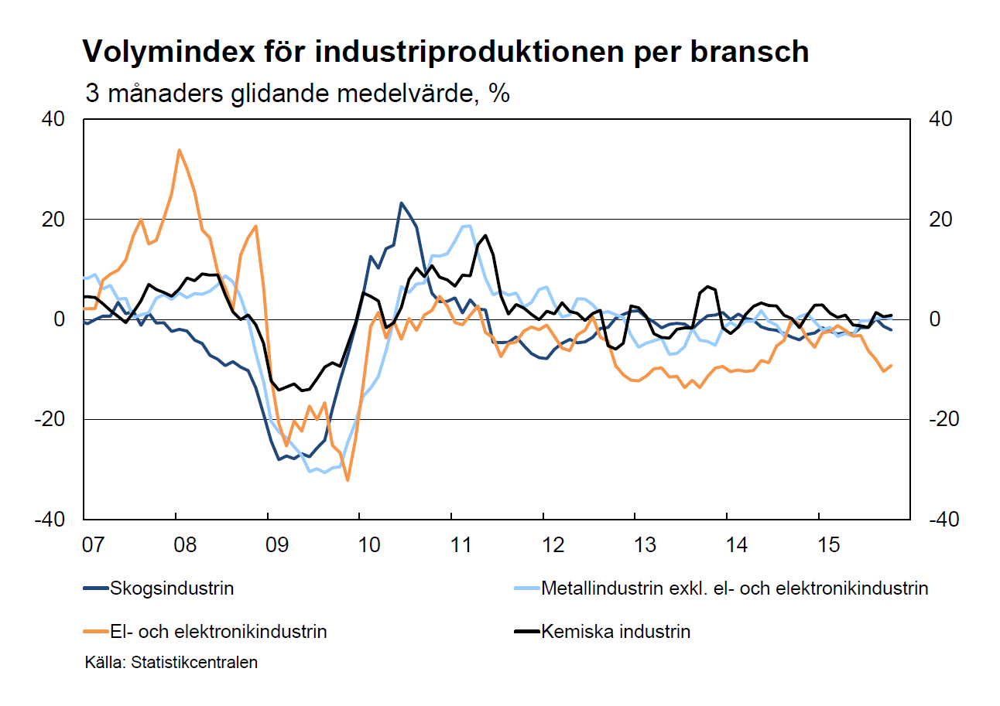 Volymindex för industriproduktionen per bransch
3 månaders glidande medelvärde, %
40 40
20 20
0 0
-20 -20
-40 -40
07 08 09 10 11 12 13 14 15
Skogsindustrin Metallindustrin exkl. el- och elektronikindustrin
El- och elektronikindustrin Kemiska industrin
Källa: Statistikcentralen